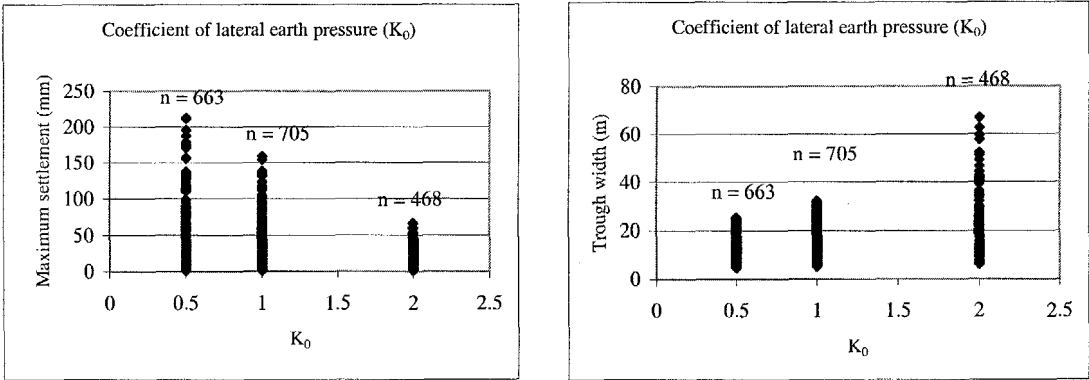 Coefficient of lateral earth pressure (K₀)
Maximum settlement (mm)
250
200
150
100
50
0
n = 663
n = 705
n = 468
0 0.5 1 1.5 2 2.5
K₀
Coefficient of lateral earth pressure (K₀)
Trough width (m)
80
60
40
20
0
n = 663
n = 705
n = 468
0 0.5 1 1.5 2 2.5
K₀